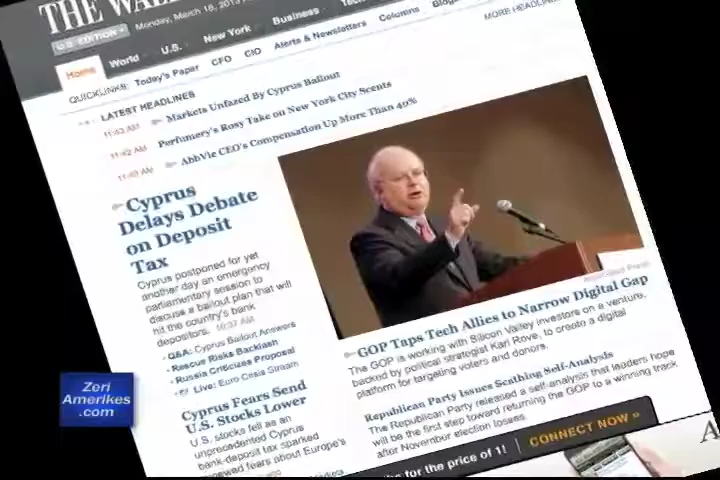 THE WALL
U.S. EDITION
Monday, March 18, 2013
Home
World
U.S.
New York
Business
QUICKLINKS:
Today's Paper
CFO
CIO
Alerts & Newsletters
Columns
MORE HEADLINES
LATEST HEADLINES
11:43 AM
Markets Unfazed By Cyprus Bailout
11:42 AM
Perfumery's Rosy Take on New York City Scents
11:40 AM
AbbVie CEO's Compensation Up More Than 40%
Cyprus
Delays Debate
on Deposit
Tax
Cyprus postponed for yet
another day an emergency
parliamentary session to
discuss a bailout plan that will
hit the country's bank
depositors. 10:37 AM
Q&A: Cyprus Bailout Answers
Rescue Risks Backlash
Russia Criticizes Proposal
Live: Euro Crisis Stream
Cyprus Fears Send
U.S. Stocks Lower
U.S. stocks fell as an
unprecedented Cyprus
bank-deposit tax sparked
renewed fears about Europe's
Associated Press
GOP Taps Tech Allies to Narrow Digital Gap
The GOP is working with Silicon Valley investors on a venture,
backed by political strategist Karl Rove, to create a digital
platform for targeting voters and donors.
Republican Party Issues Scathing Self-Analysis
The Republican Party released a self-analysis that leaders hope
will be the first step toward returning the GOP to a winning track
after November election losses.
for the price of 1!
CONNECT NOW »
Zeri
Amerikes
.com